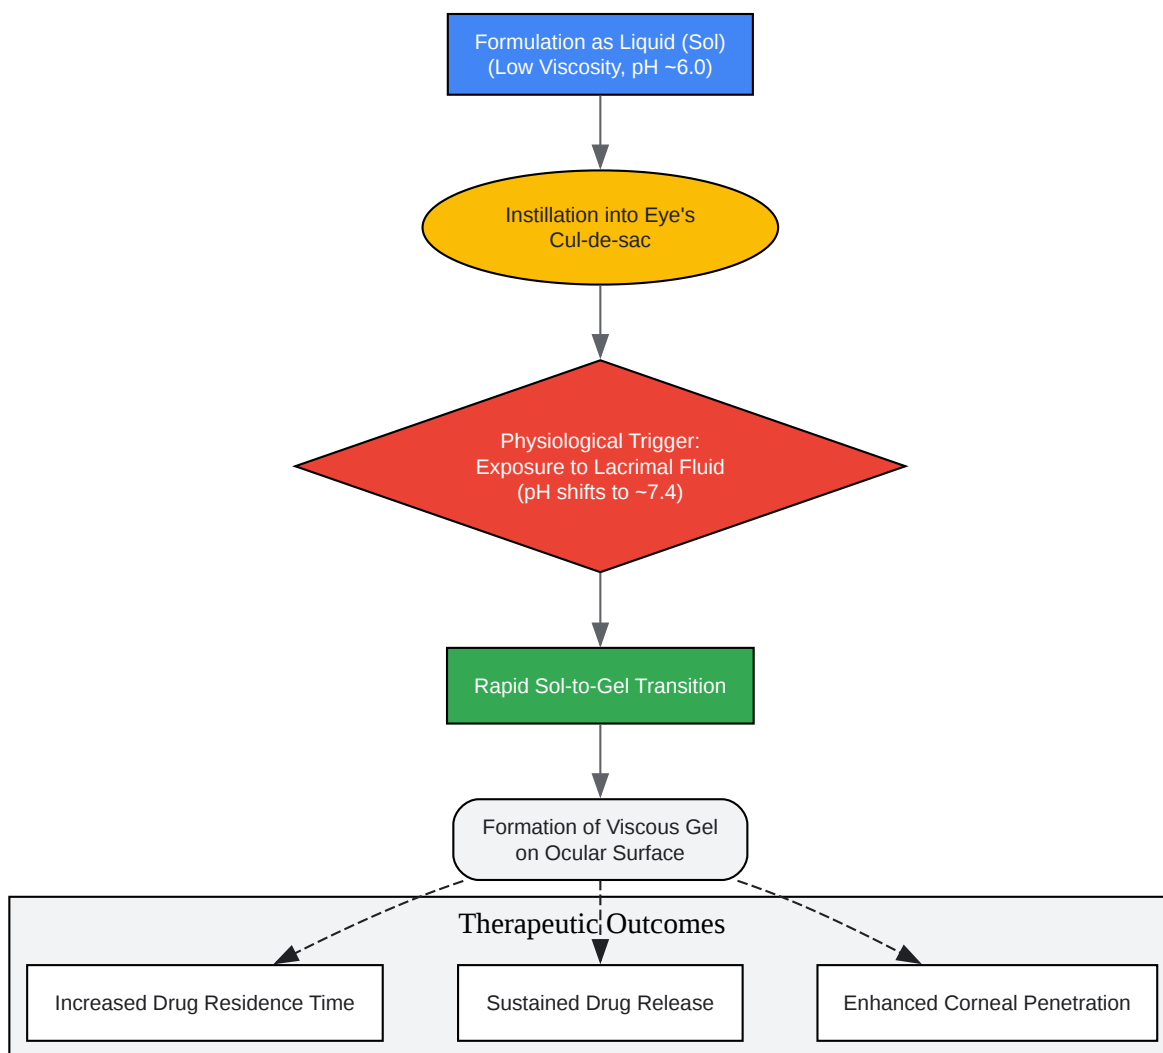 Formulation as Liquid (Sol)
(Low Viscosity, pH ~6.0)
Instillation into Eye's
Cul-de-sac
Physiological Trigger:
Exposure to Lacrimal Fluid
(pH shifts to ~7.4)
Rapid Sol-to-Gel Transition
Formation of Viscous Gel
on Ocular Surface
Therapeutic Outcomes
Increased Drug Residence Time
Sustained Drug Release
Enhanced Corneal Penetration